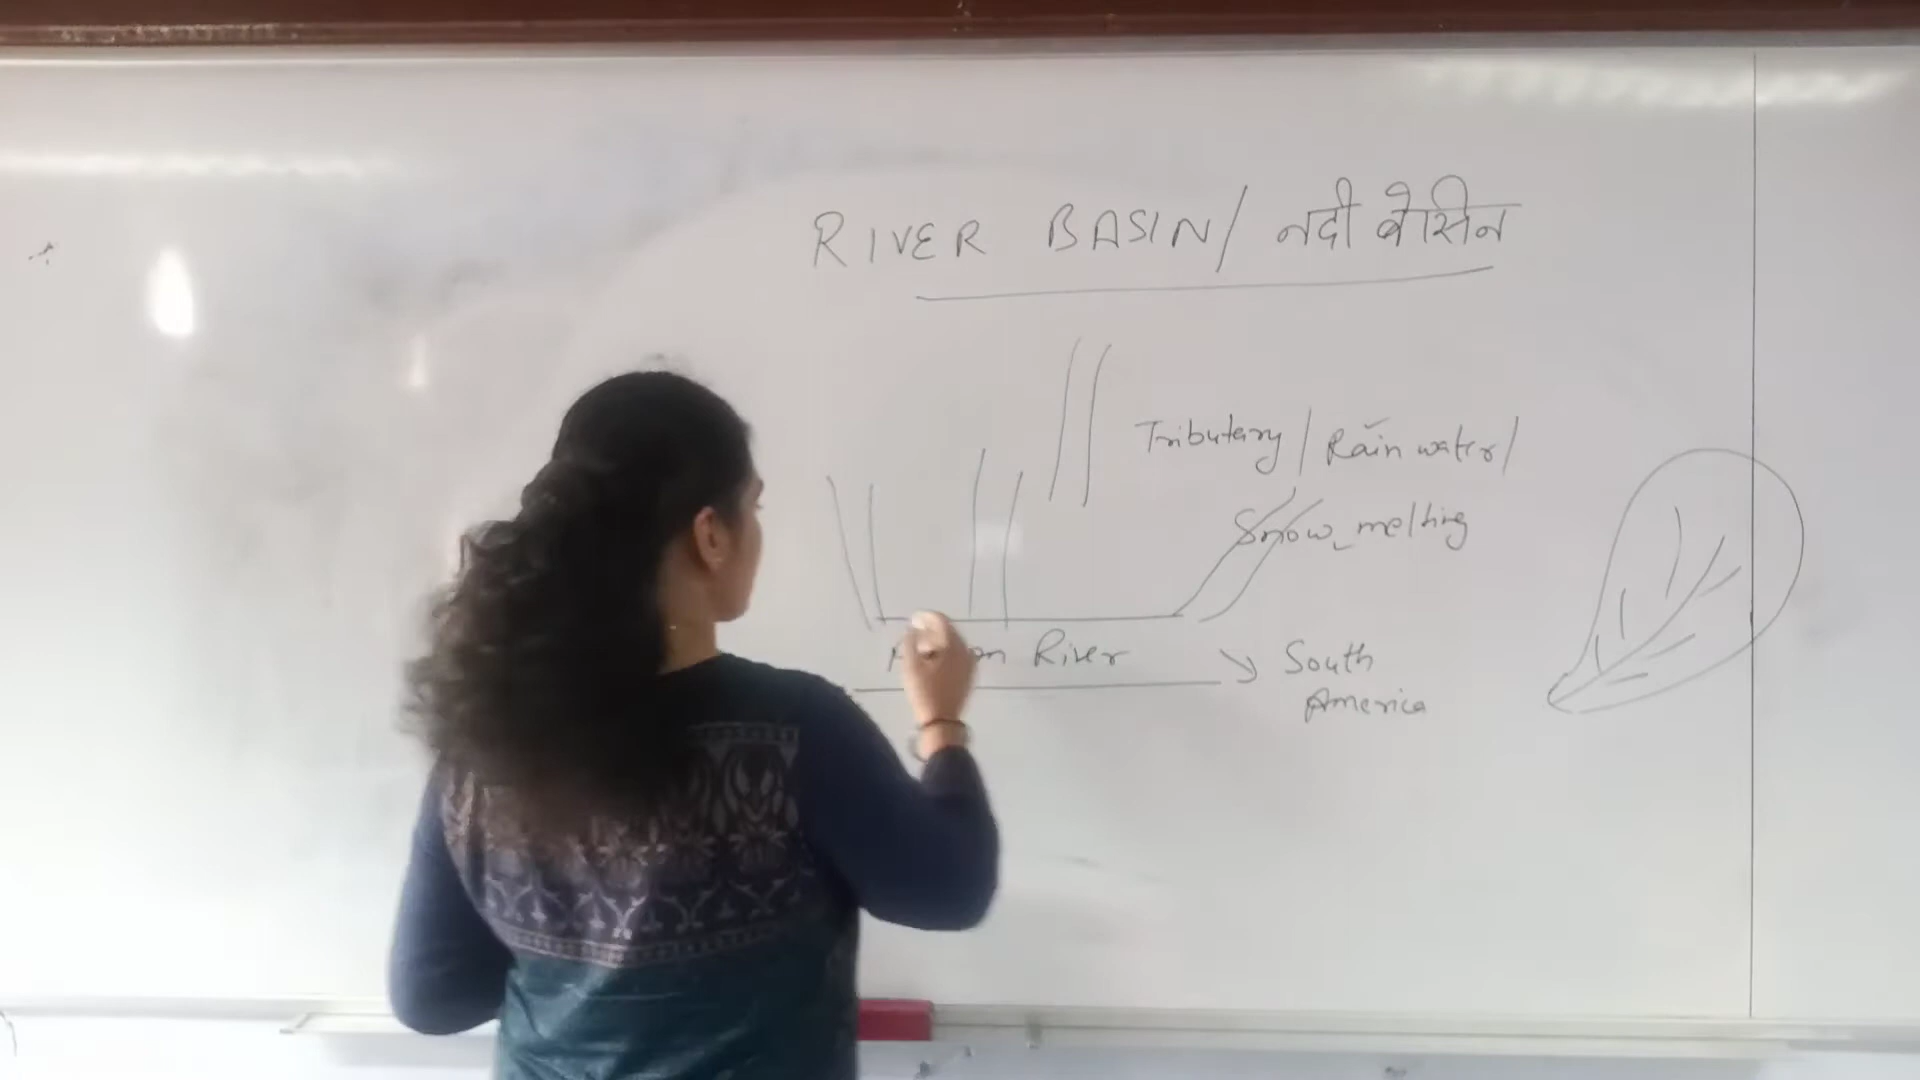 RIVER BASIN/ नदी बेसिन
Tributary / Rain water/
Snow melting
River → South
America